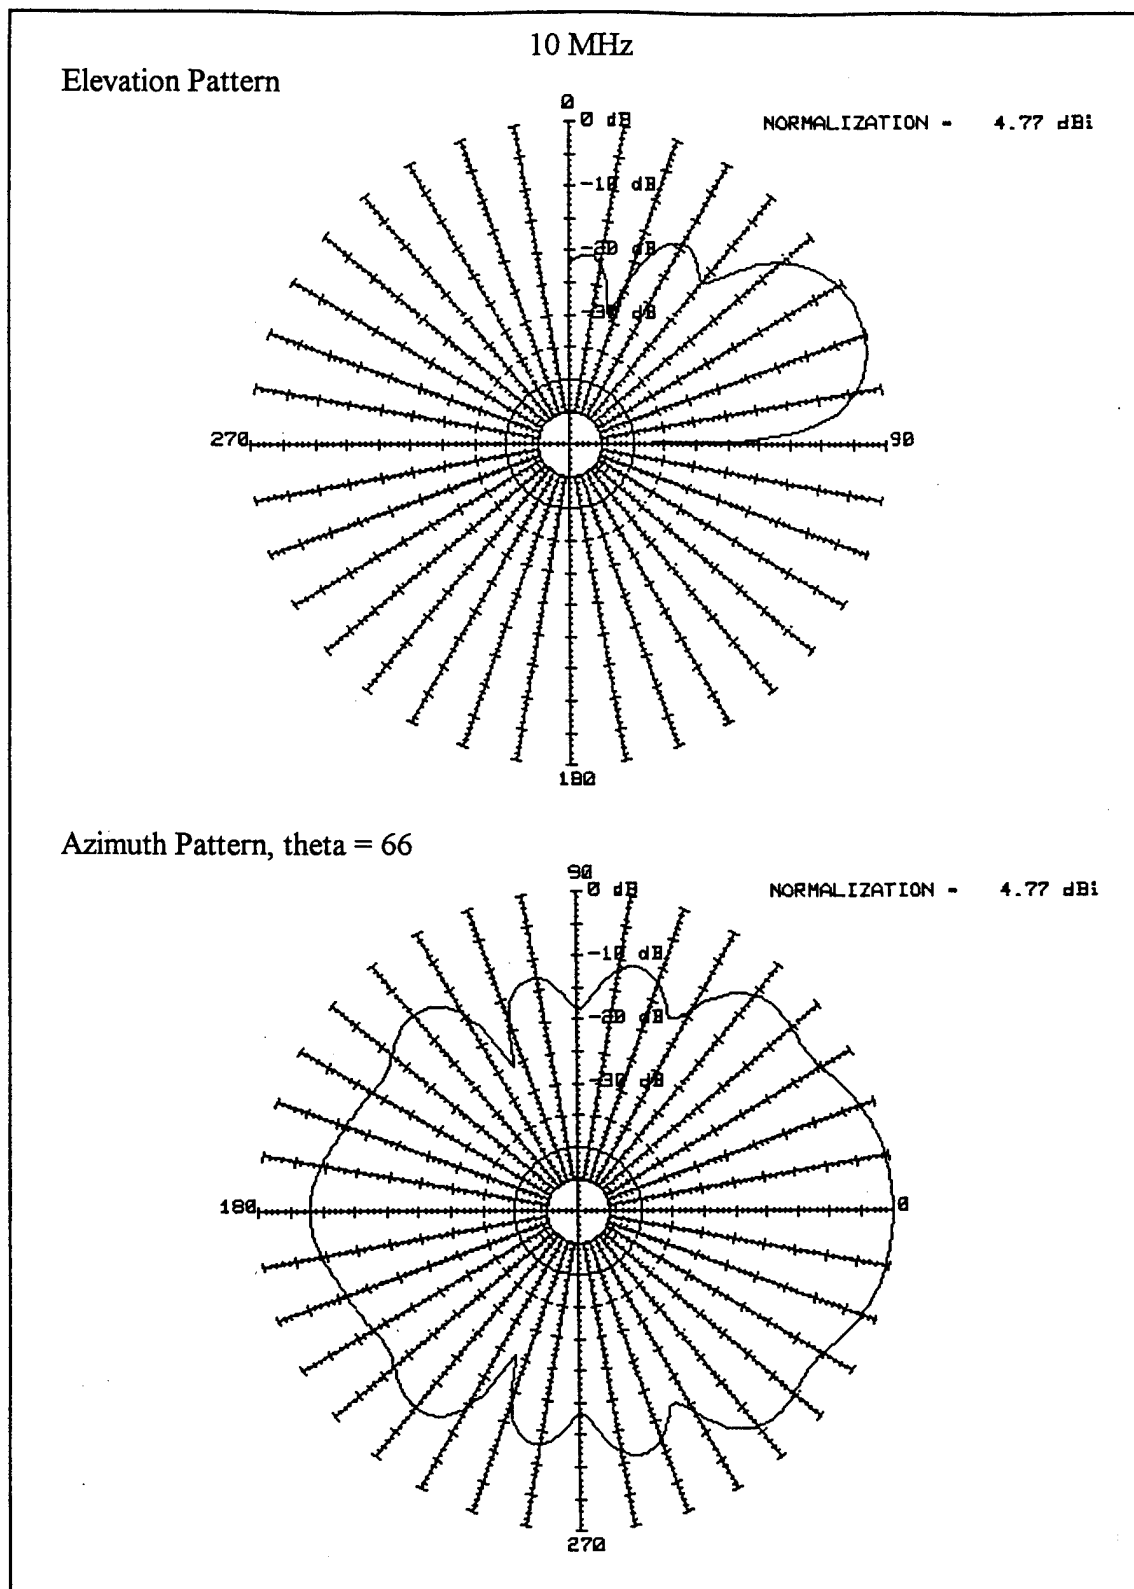 10 MHz
Elevation Pattern
0
0 dB
NORMALIZATION - 4.77 dBi
-10 dB
-20 dB
-30 dB
270
90
180
Azimuth Pattern, theta = 66
90
0 dB
NORMALIZATION - 4.77 dBi
-10 dB
-20 dB
-30 dB
180
0
270